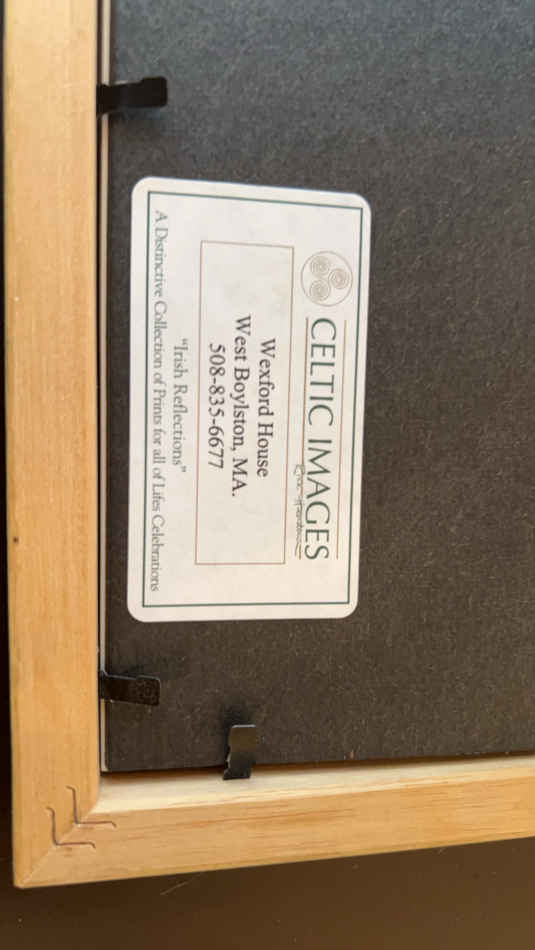 CELTIC IMAGES
Wexford House
West Boylston, MA.
508-835-6677
"Irish Reflections"
A Distinctive Collection of Prints for all of Lifes Celebrations